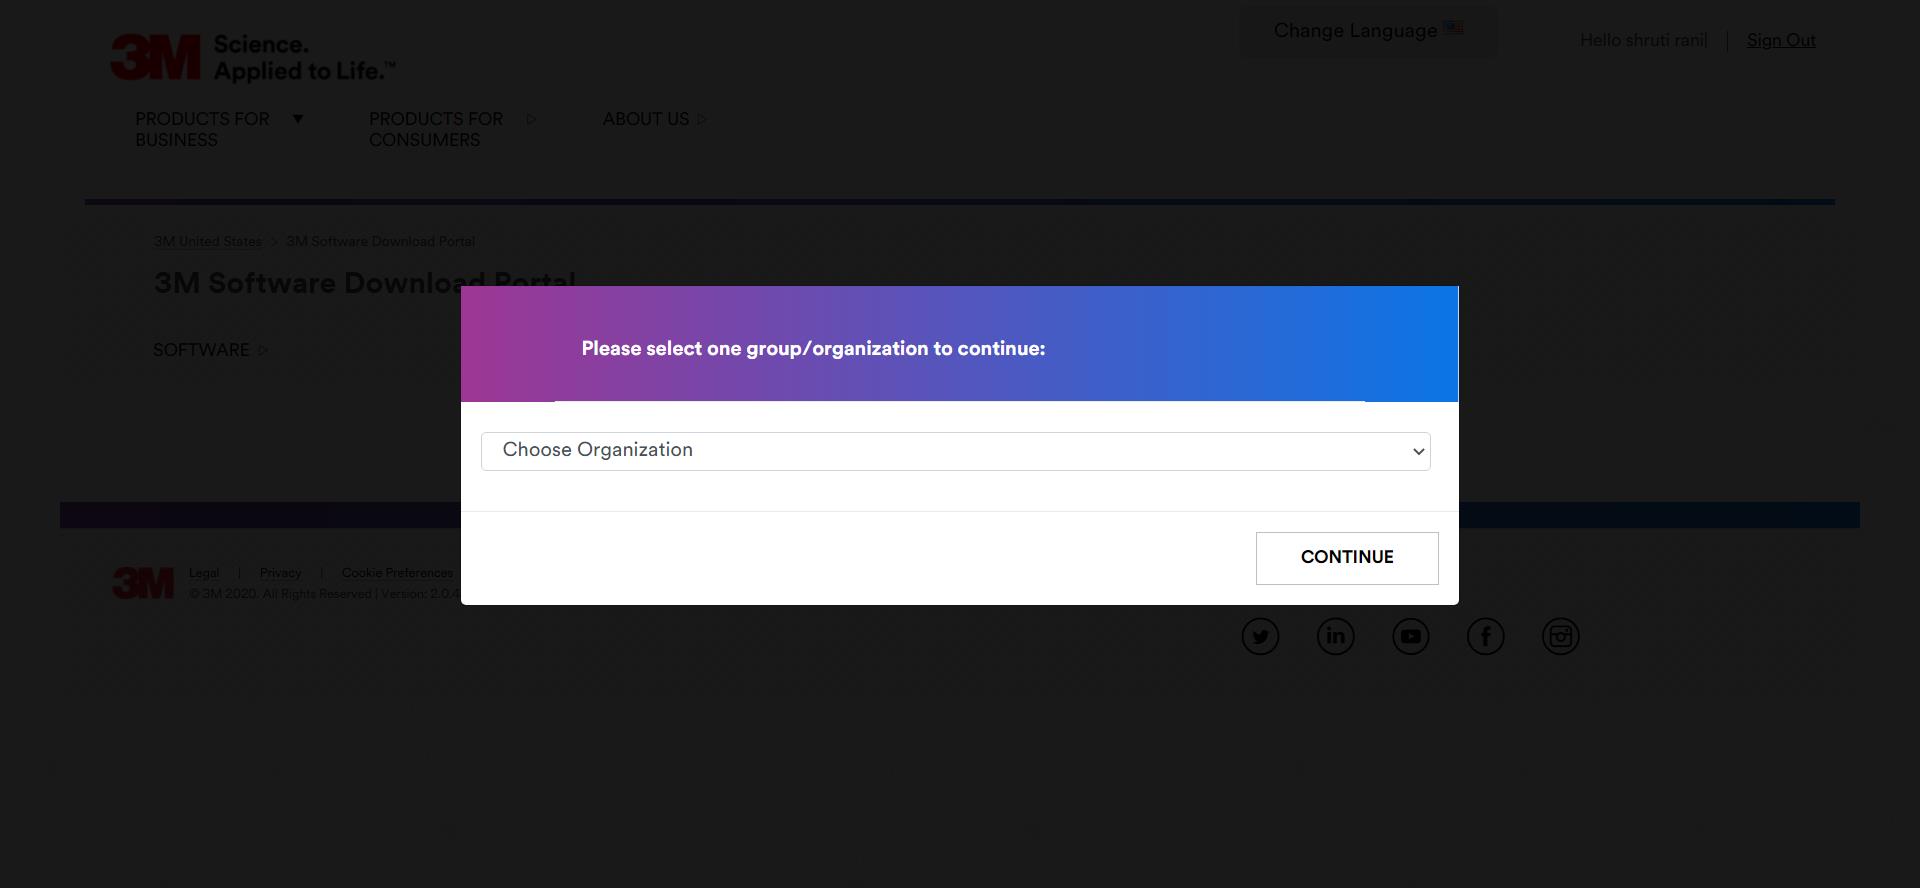 3M Science.
Applied to Life.™
Change Language
Hello shruti rani| Sign Out
PRODUCTS FOR
BUSINESS
PRODUCTS FOR
CONSUMERS
ABOUT US
3M United States > 3M Software Download Portal
3M Software Download Portal
SOFTWARE
Please select one group/organization to continue:
Choose Organization
CONTINUE
3M
Legal | Privacy | Cookie Preferences
© 3M 2020. All Rights Reserved | Version: 2.0.4